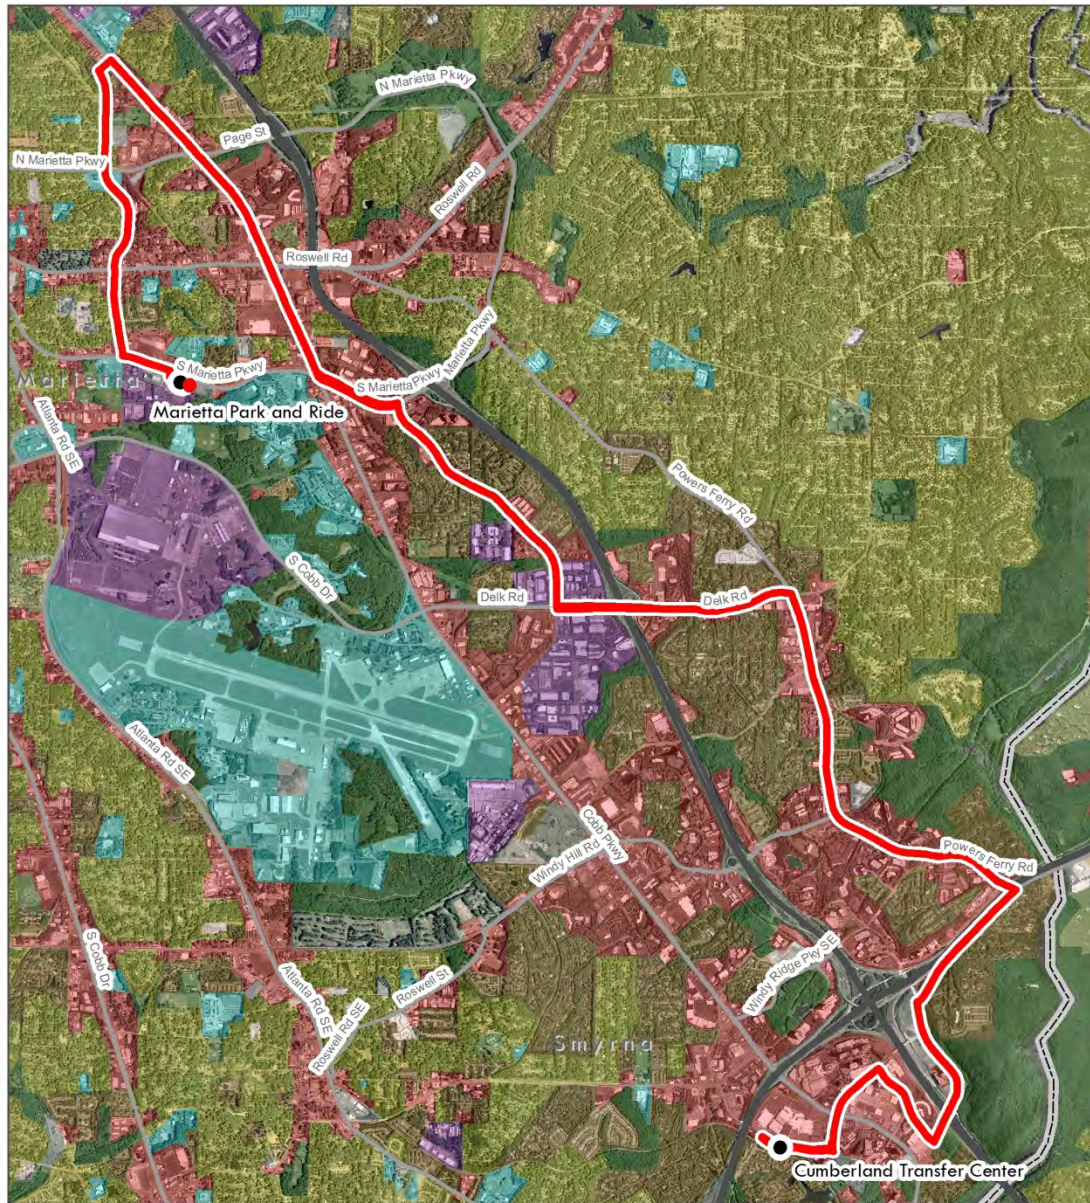 N Marietta Pkwy
Page St
N Marietta Pkwy
Roswell Rd
Roswell Rd
S Marietta Pkwy
S Marietta Pkwy
Marietta Pkwy
Marietta
Marietta Park and Ride
Atlanta Rd SE
Powers Ferry Rd
S Cobb Dr
Delk Rd
Delk Rd
Atlanta Rd SE
Cobb Pkwy
Windy Hill Rd
Powers Ferry Rd
S Cobb Dr
Windy Ridge Pky SE
Roswell St
Atlanta Rd SE
Roswell Rd SE
Smyrna
Cumberland Transfer Center